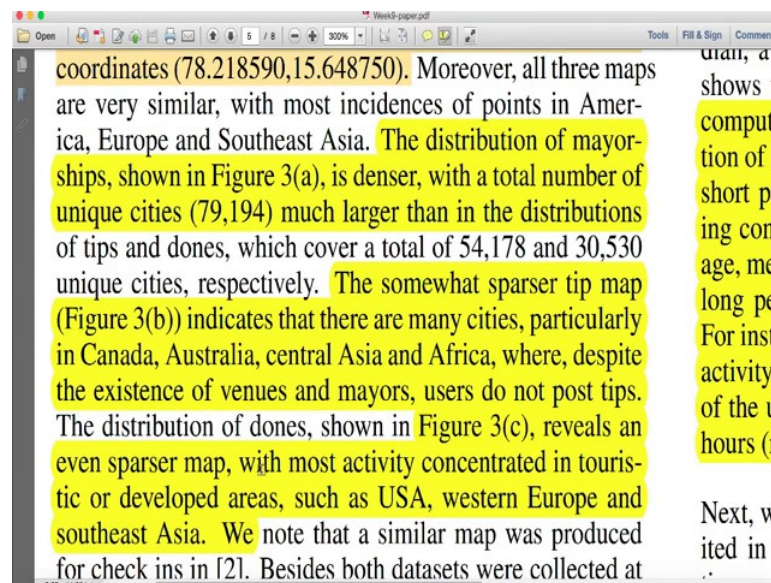 Week9-paper.pdf
Open 5 / 8 300% Tools Fill & Sign Commen
coordinates (78.218590,15.648750). Moreover, all three maps
are very similar, with most incidences of points in Amer-
ica, Europe and Southeast Asia. The distribution of mayor-
ships, shown in Figure 3(a), is denser, with a total number of
unique cities (79,194) much larger than in the distributions
of tips and dones, which cover a total of 54,178 and 30,530
unique cities, respectively. The somewhat sparser tip map
(Figure 3(b)) indicates that there are many cities, particularly
in Canada, Australia, central Asia and Africa, where, despite
the existence of venues and mayors, users do not post tips.
The distribution of dones, shown in Figure 3(c), reveals an
even sparser map, with most activity concentrated in touris-
tic or developed areas, such as USA, western Europe and
southeast Asia. We note that a similar map was produced
for check ins in [2]. Besides both datasets were collected at
dian, a
shows
comput
tion of
short p
ing con
age, me
long pe
For inst
activity
of the u
hours (
Next, w
ited in